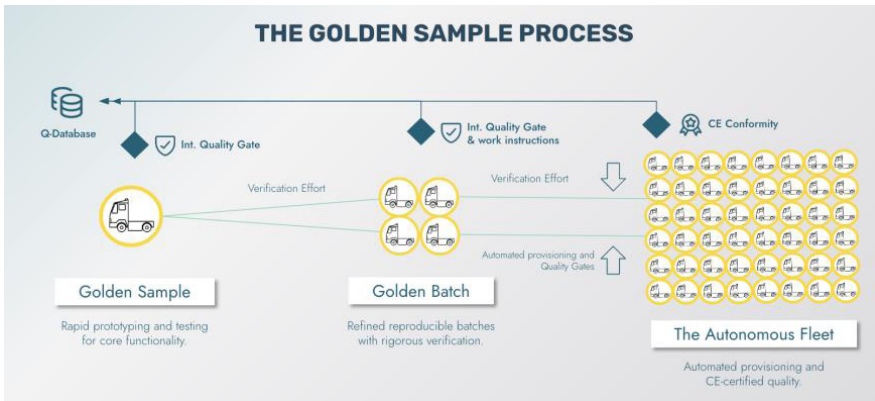 THE GOLDEN SAMPLE PROCESS
Q-Database
Int. Quality Gate
Int. Quality Gate
& work instructions
CE Conformity
Verification Effort
Verification Effort
Automated provisioning and
Quality Gates
Golden Sample
Rapid prototyping and testing
for core functionality.
Golden Batch
Refined reproducible batches
with rigorous verification.
The Autonomous Fleet
Automated provisioning and
CE-certified quality.